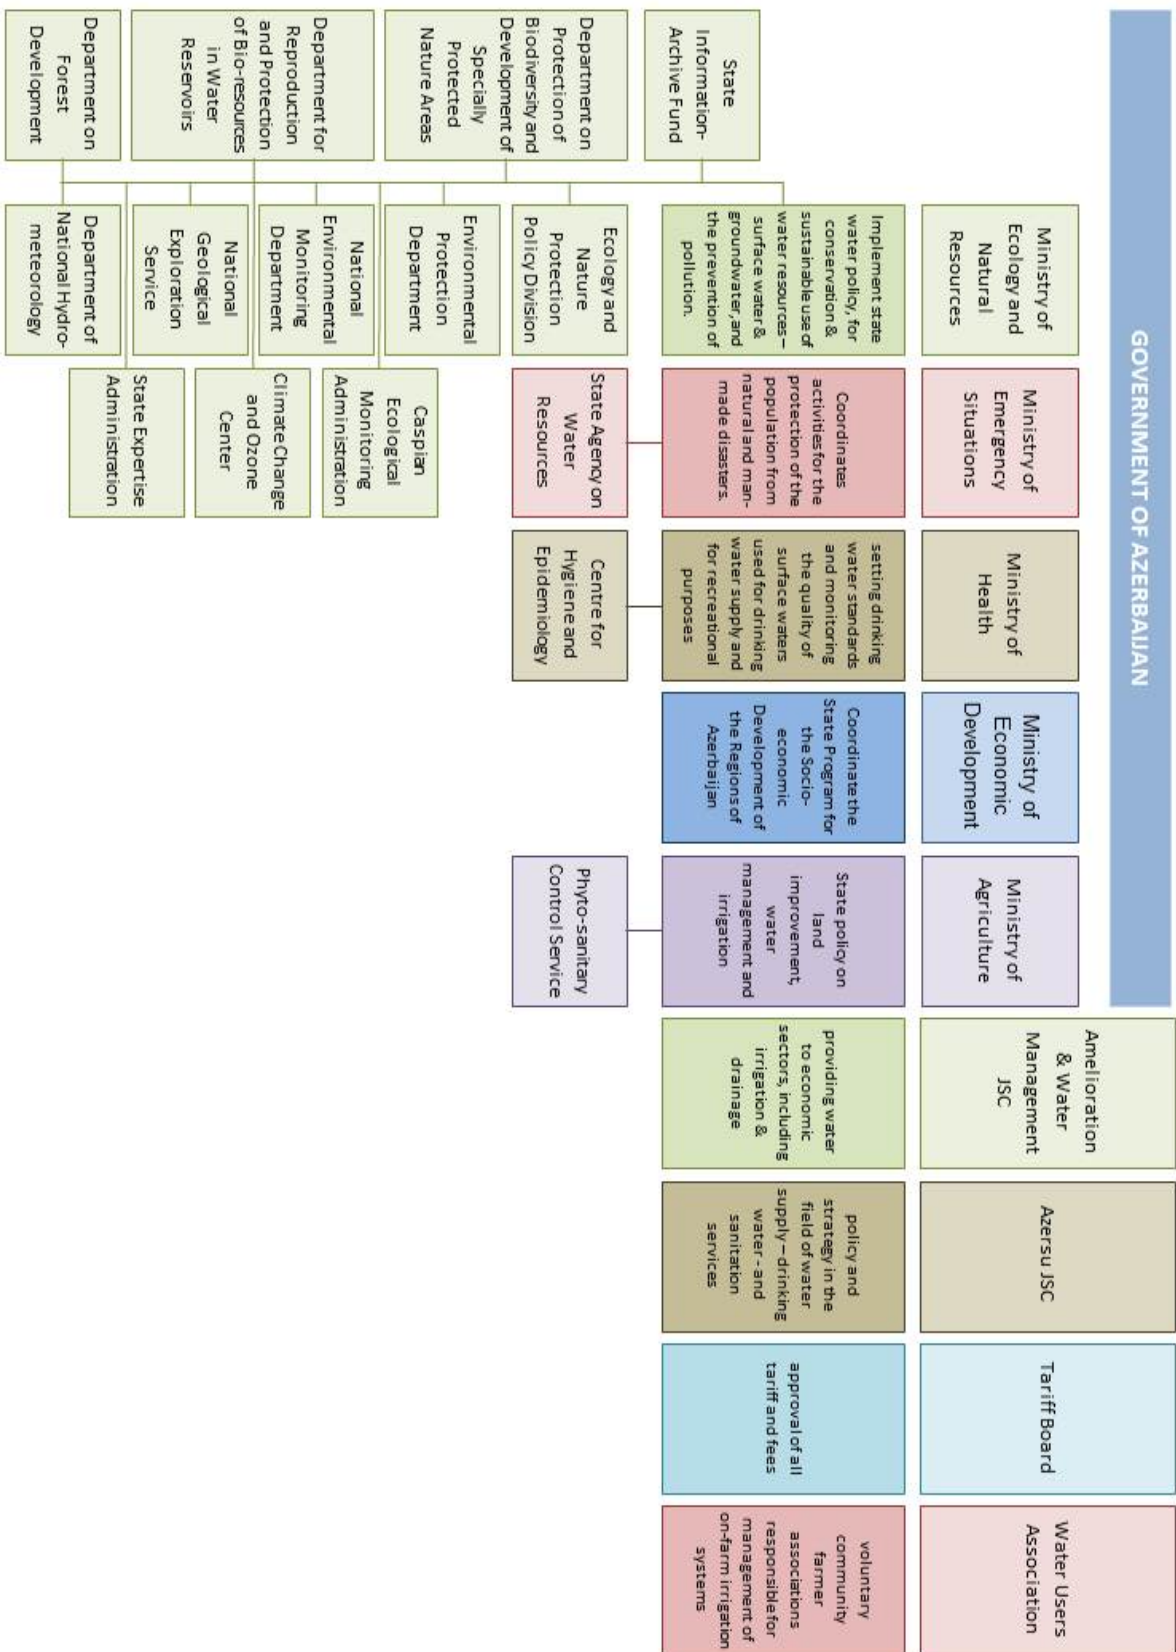 GOVERNMENT OF AZERBAIJAN
Ministry of
Ecology and
Natural
Resources
Ministry of
Emergency
Situations
Ministry of
Health
Ministry of
Economic
Development
Ministry of
Agriculture
Amelioration
& Water
Management
JSC
Azersu JSC
Tariff Board
Water Users
Association
Implement state
water policy, for
conservation &
sustainable use of
water resources –
surface water &
groundwater, and
the prevention of
pollution.
Coordinates
activities for the
protection of the
population from
natural and man-
made disasters.
setting drinking
water standards
and monitoring
the quality of
surface waters
used for drinking
water supply and
for recreational
purposes
Coordinate the
State Program for
the Socio-
economic
Development of
the Regions of
Azerbaijan
State policy on
land
improvement,
water
management and
irrigation
providing water
to economic
sectors, including
irrigation &
drainage
policy and
strategy in the
field of water
supply – drinking
water - and
sanitation
services
approval of all
tariff and fees
voluntary
community
farmer
associations
responsible for
management of
on-farm irrigation
systems
State
Information-
Archive Fund
Department on
Protection of
Biodiversity and
Development of
Specially
Protected
Nature Areas
Department for
Reproduction
and Protection
of Bio-resources
in Water
Reservoirs
Department on
Forest
Development
Ecology and
Nature
Protection
Policy Division
Environmental
Protection
Department
National
Environmental
Monitoring
Department
National
Geological
Exploration
Service
Department of
National Hydro-
meteorology
State Agency on
Water
Resources
Caspian
Ecological
Monitoring
Administration
Climate Change
and Ozone
Center
State Expertise
Administration
Centre for
Hygiene and
Epidemiology
Phyto-sanitary
Control Service